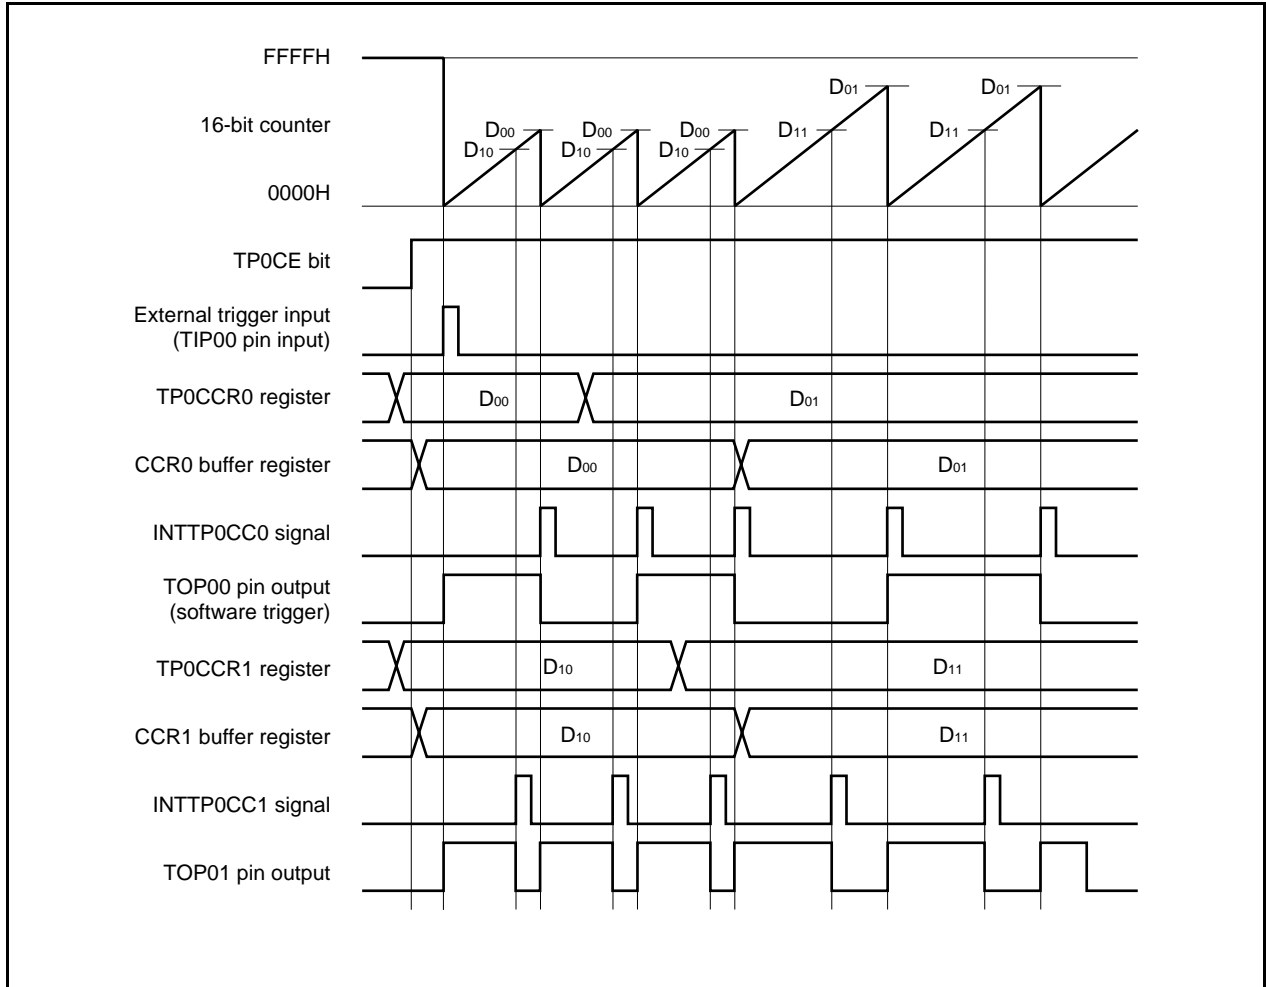 FFFFH
16-bit counter
0000H
D00
D10
D00
D10
D00
D10
D01
D11
D01
D11
TP0CE bit
External trigger input
(TIP00 pin input)
TP0CCR0 register
D00
D01
CCR0 buffer register
D00
D01
INTTP0CC0 signal
TOP00 pin output
(software trigger)
TP0CCR1 register
D10
D11
CCR1 buffer register
D10
D11
INTTP0CC1 signal
TOP01 pin output